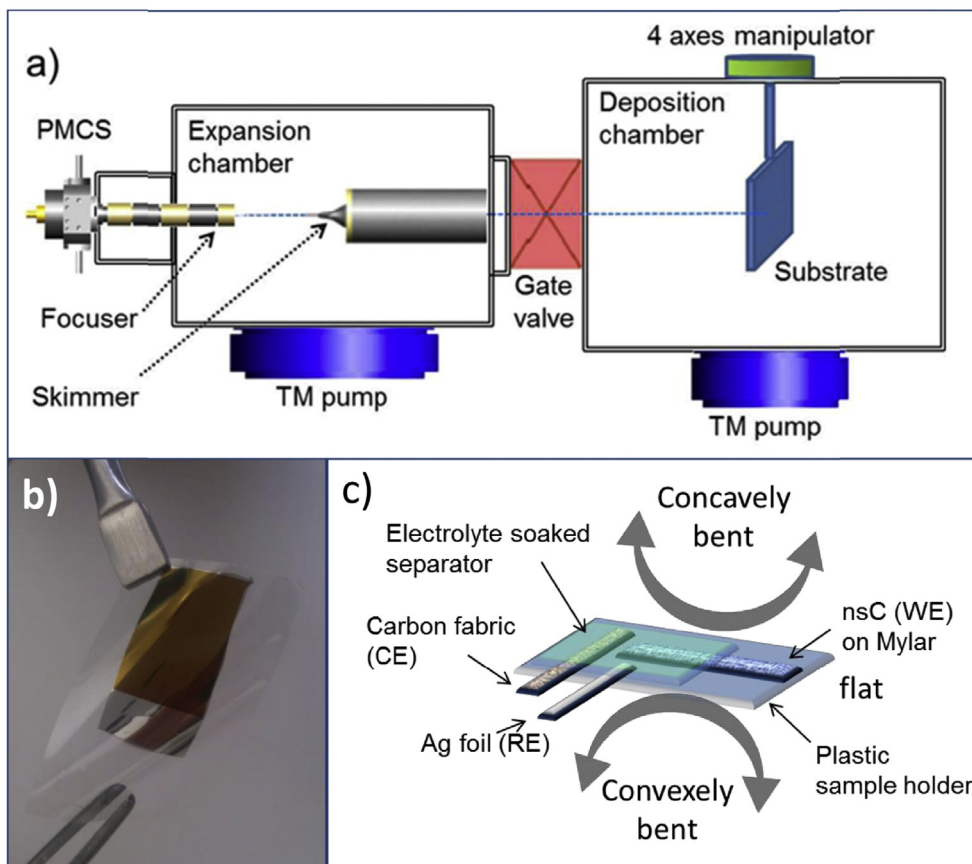 a)
4 axes manipulator
PMCS
Expansion
chamber
Deposition
chamber
Focuser
Skimmer
TM pump
Gate
valve
Substrate
TM pump
b)
c)
Concavely
bent
Electrolyte soaked
separator
Carbon fabric
(CE)
nsC (WE)
on Mylar
flat
Ag foil (RE)
Plastic
sample holder
Convexely
bent